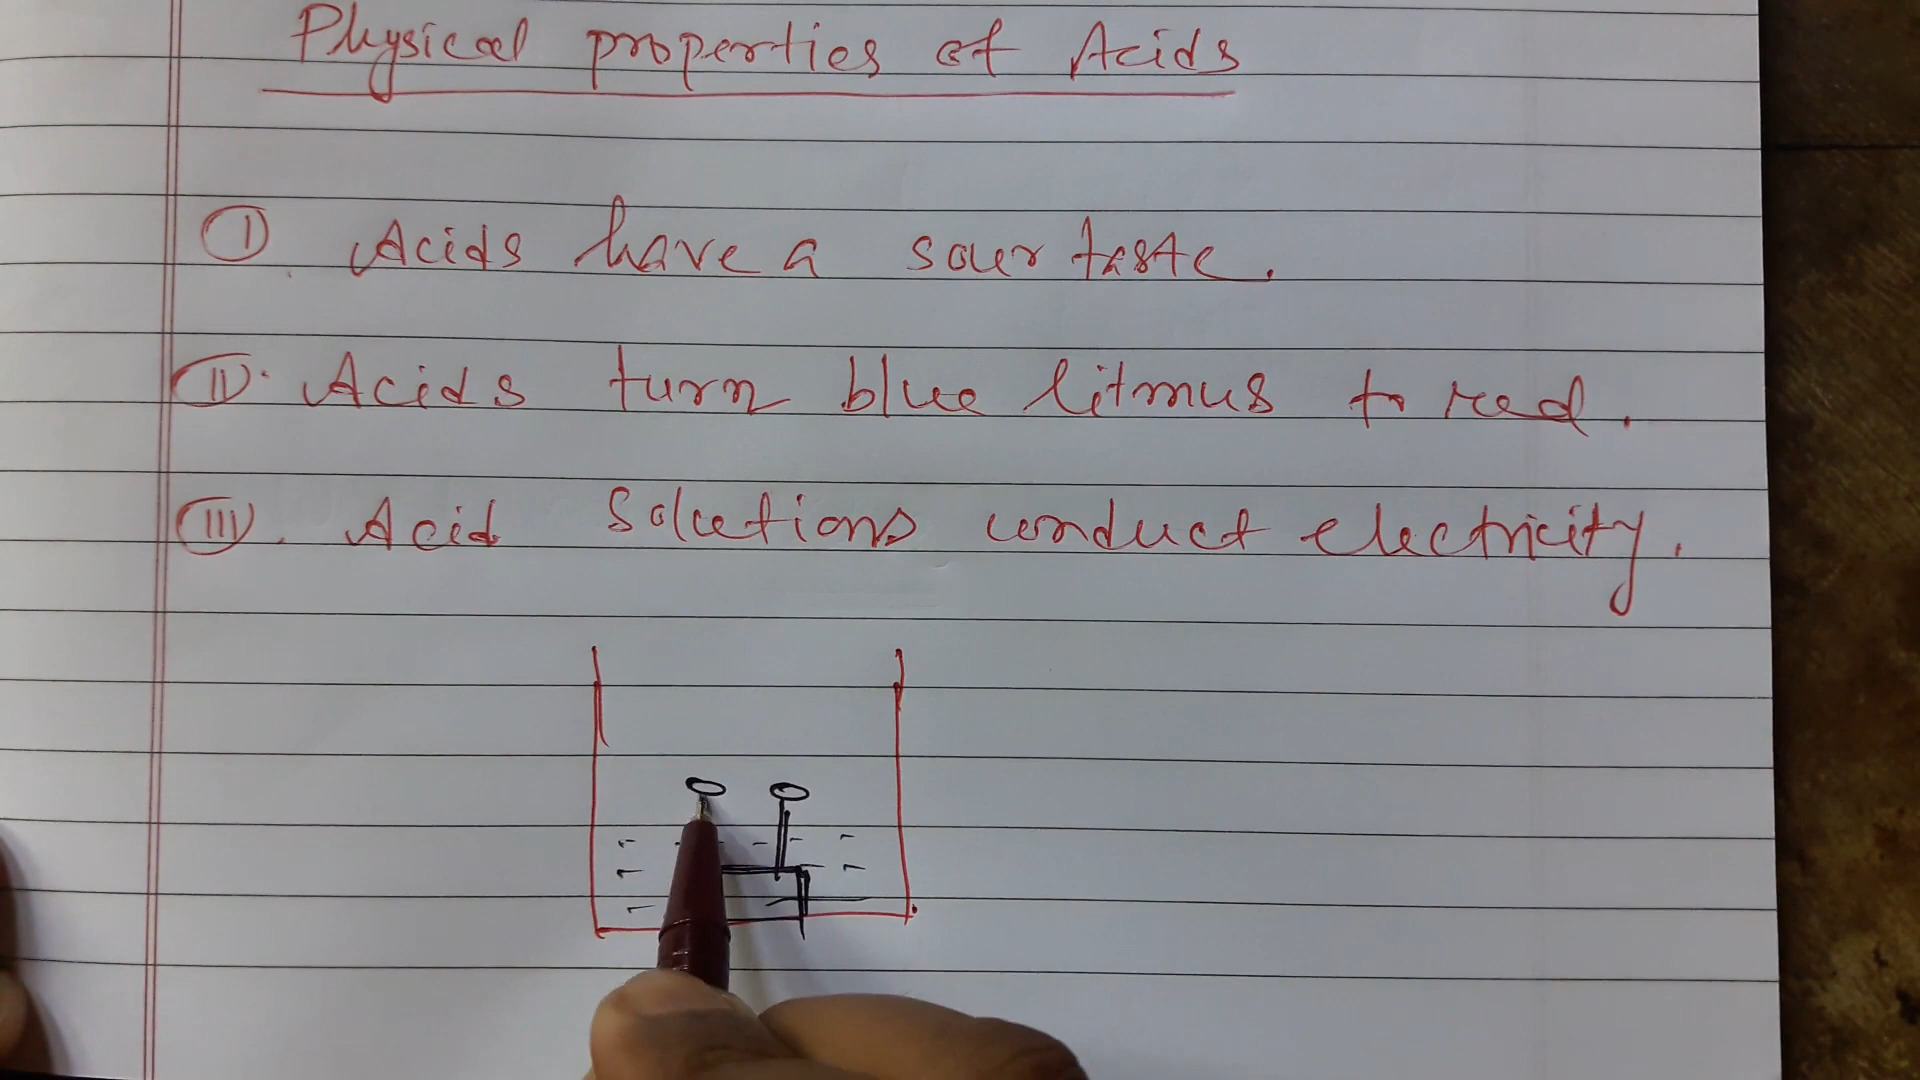 Physical properties of Acids
I Acids have a sour taste.
II. Acids turn blue litmus to red.
III. Acid Solutions conduct electricity.